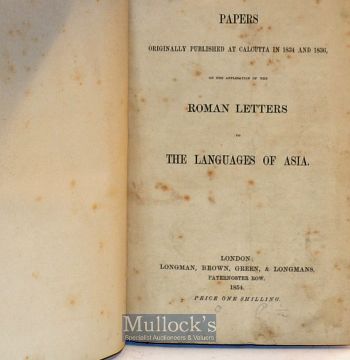 PAPERS
ORIGINALLY PUBLISHED AT CALCUTTA IN 1834 AND 1836,
ON THE APPLICATION OF THE
ROMAN LETTERS
TO
THE LANGUAGES OF ASIA.
LONDON:
LONGMAN, BROWN, GREEN, & LONGMANS,
PATERNOSTER ROW.
1854.
PRICE ONE SHILLING.
Mullock's
Specialist Auctioneers & Valuers